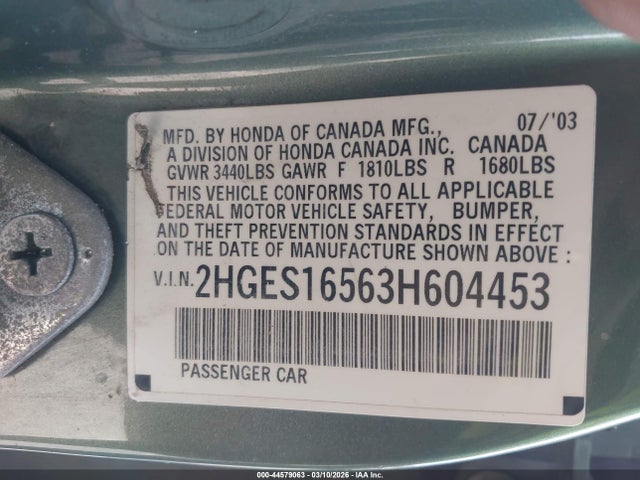 07/'03
MFD. BY HONDA OF CANADA MFG.,
A DIVISION OF HONDA CANADA INC. CANADA
GVWR 3440LBS GAWR F 1810LBS R 1680LBS
THIS VEHICLE CONFORMS TO ALL APPLICABLE
FEDERAL MOTOR VEHICLE SAFETY, BUMPER,
AND THEFT PREVENTION STANDARDS IN EFFECT
ON THE DATE OF MANUFACTURE SHOWN ABOVE :
V.I.N. 2HGES16563H604453
PASSENGER CAR
000-44579063 | 03/10/2026 - IAA Inc.